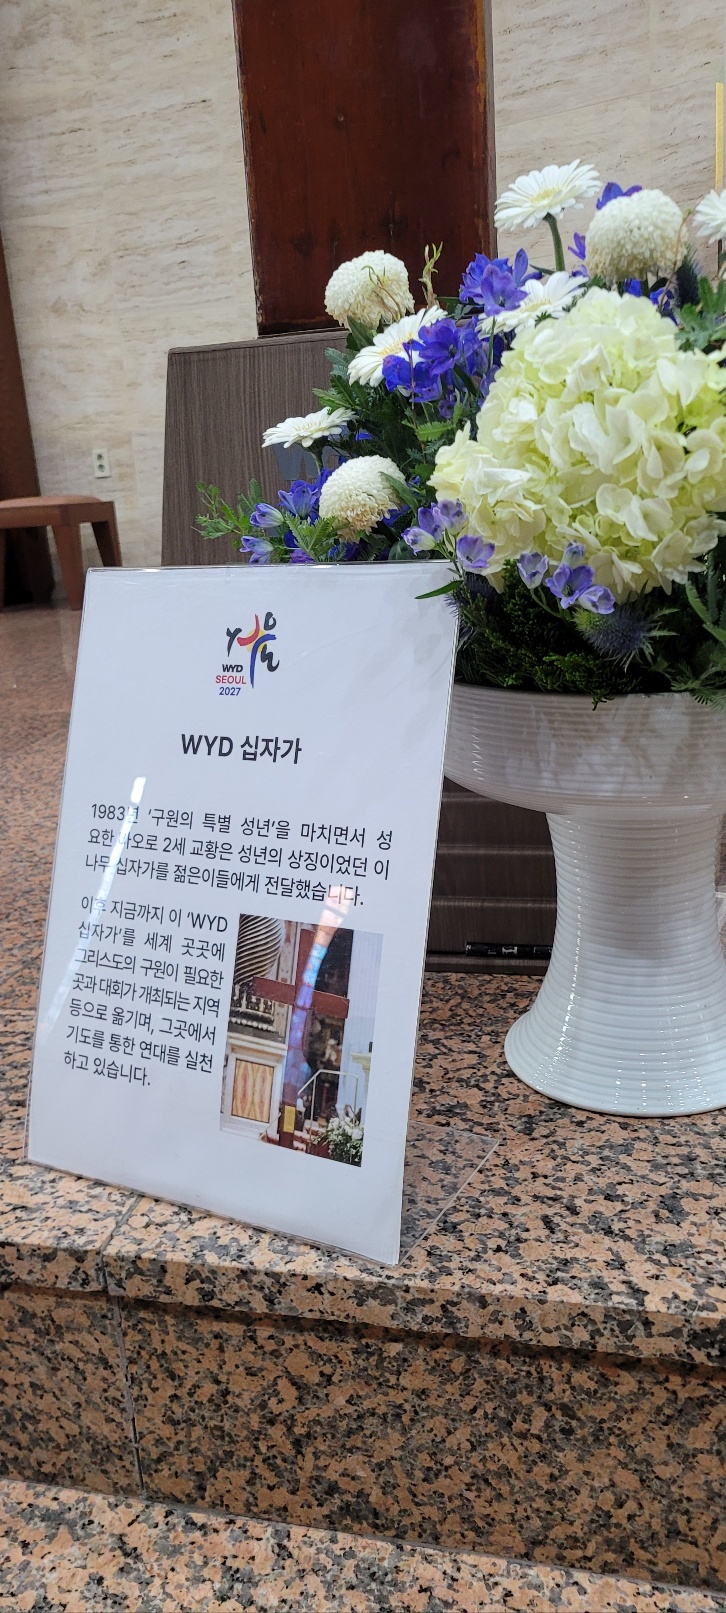 WYD
SEOUL
2027
WYD 십자가
1983년 '구원의 특별 성년'을 마치면서 성
요한 바오로 2세 교황은 성년의 상징이었던 이
나무 십자가를 젊은이들에게 전달했습니다.
이후 지금까지 이 'WYD
십자가'를 세계 곳곳에
그리스도의 구원이 필요한
곳과 대회가 개최되는 지역
등으로 옮기며, 그곳에서
기도를 통한 연대를 실천
하고 있습니다.